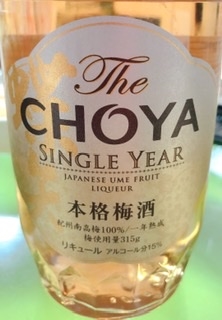 The
CHOYA
SINGLE YEAR
JAPANESE UME FRUIT
LIQUEUR
本格梅酒
紀州南高梅100%/一年熟成
梅使用量315g
リキュール アルコール分15%